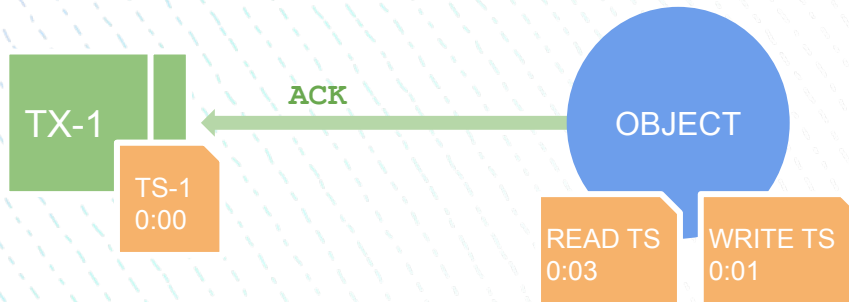 ACK
TX-1
OBJECT
TS-1
0:00
READ TS
0:03
WRITE TS
0:01